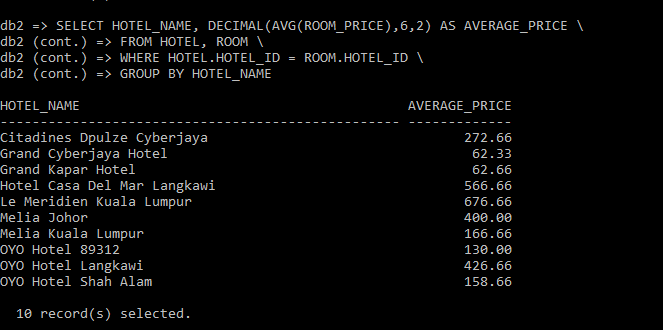 db2 => SELECT HOTEL_NAME, DECIMAL(AVG(ROOM_PRICE),6,2) AS AVERAGE_PRICE \
db2 (cont.) => FROM HOTEL, ROOM \
db2 (cont.) => WHERE HOTEL.HOTEL_ID = ROOM.HOTEL_ID \
db2 (cont.) => GROUP BY HOTEL_NAME
HOTEL_NAME AVERAGE_PRICE
-------------------------------------------------- -------------
Citadines Dpulze Cyberjaya 272.66
Grand Cyberjaya Hotel 62.33
Grand Kapar Hotel 62.66
Hotel Casa Del Mar Langkawi 566.66
Le Meridien Kuala Lumpur 676.66
Melia Johor 400.00
Melia Kuala Lumpur 166.66
OYO Hotel 89312 130.00
OYO Hotel Langkawi 426.66
OYO Hotel Shah Alam 158.66
10 record(s) selected.